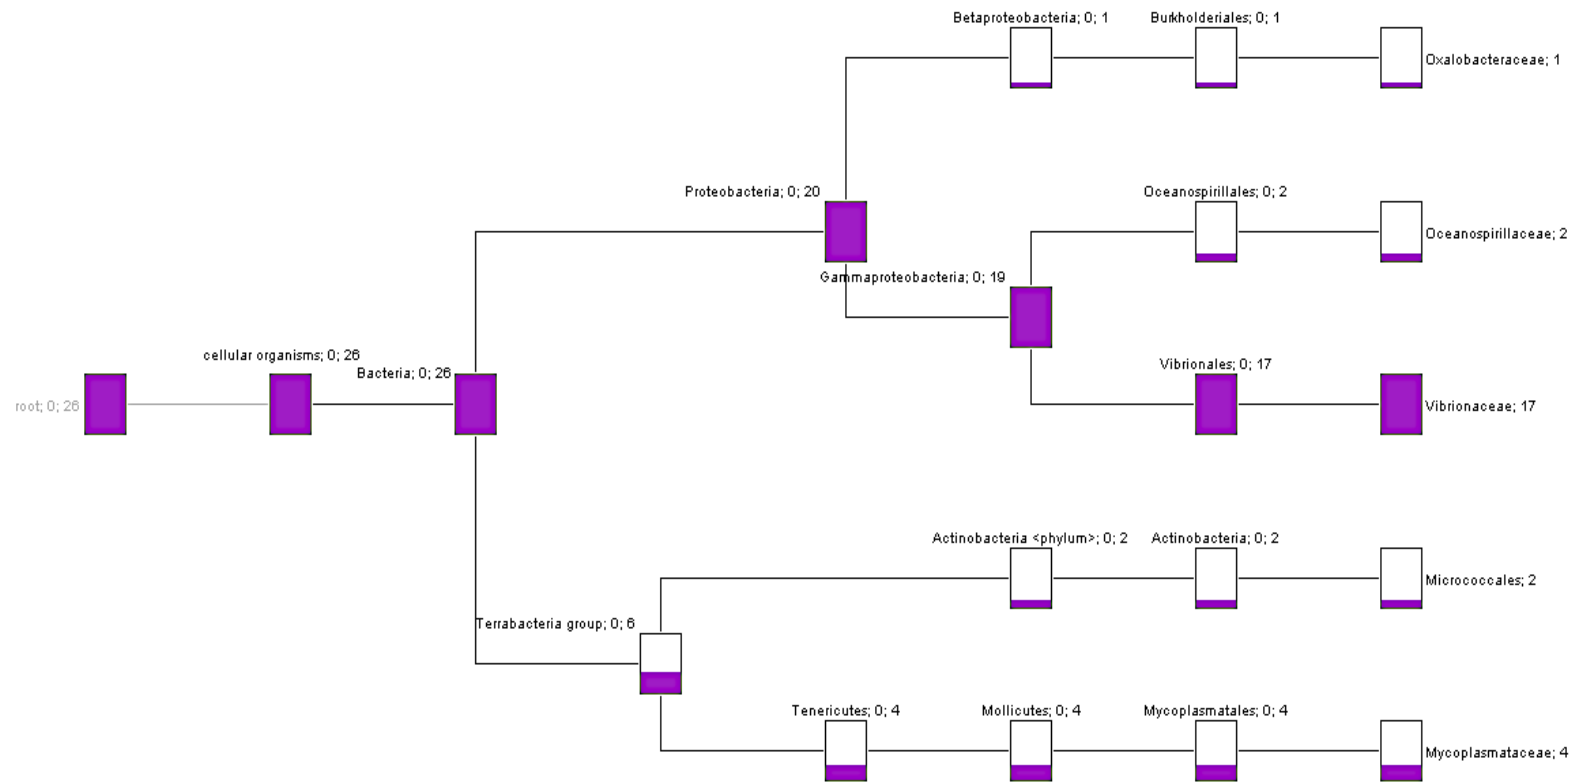 Betaproteobacteria; 0; 1
Burkholderiales; 0; 1
Oxalobacteraceae; 1
Proteobacteria; 0; 20
Oceanospirillales; 0; 2
Oceanospirillaceae; 2
Gammaproteobacteria; 0; 19
cellular organisms; 0; 26
Bacteria; 0; 26
Vibrionales; 0; 17
root; 0; 26
Vibrionaceae; 17
Actinobacteria <phylum>; 0; 2
Actinobacteria; 0; 2
Micrococcales; 2
Terrabacteria group; 0; 6
Tenericutes; 0; 4
Mollicutes; 0; 4
Mycoplasmatales; 0; 4
Mycoplasmataceae; 4